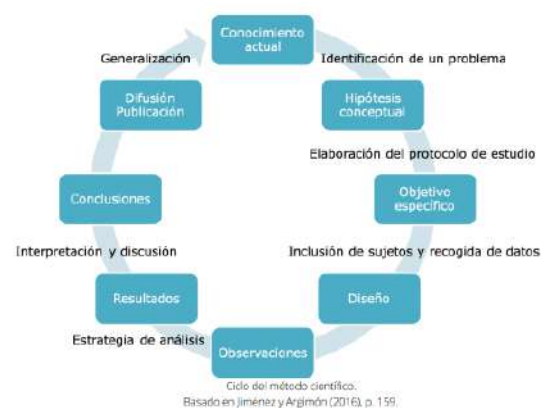 Conocimiento
actual
Generalización
Identificación de un problema
Difusión
Publicación
Hipótesis
conceptual
Elaboración del protocolo de estudio
Conclusiones
Objetivo
específico
Interpretación y discusión
Inclusión de sujetos y recogida de datos
Resultados
Diseño
Estrategia de análisis
Observaciones
Ciclo del método científico.
Basado en Jiménez y Argimón (2016), p. 159.